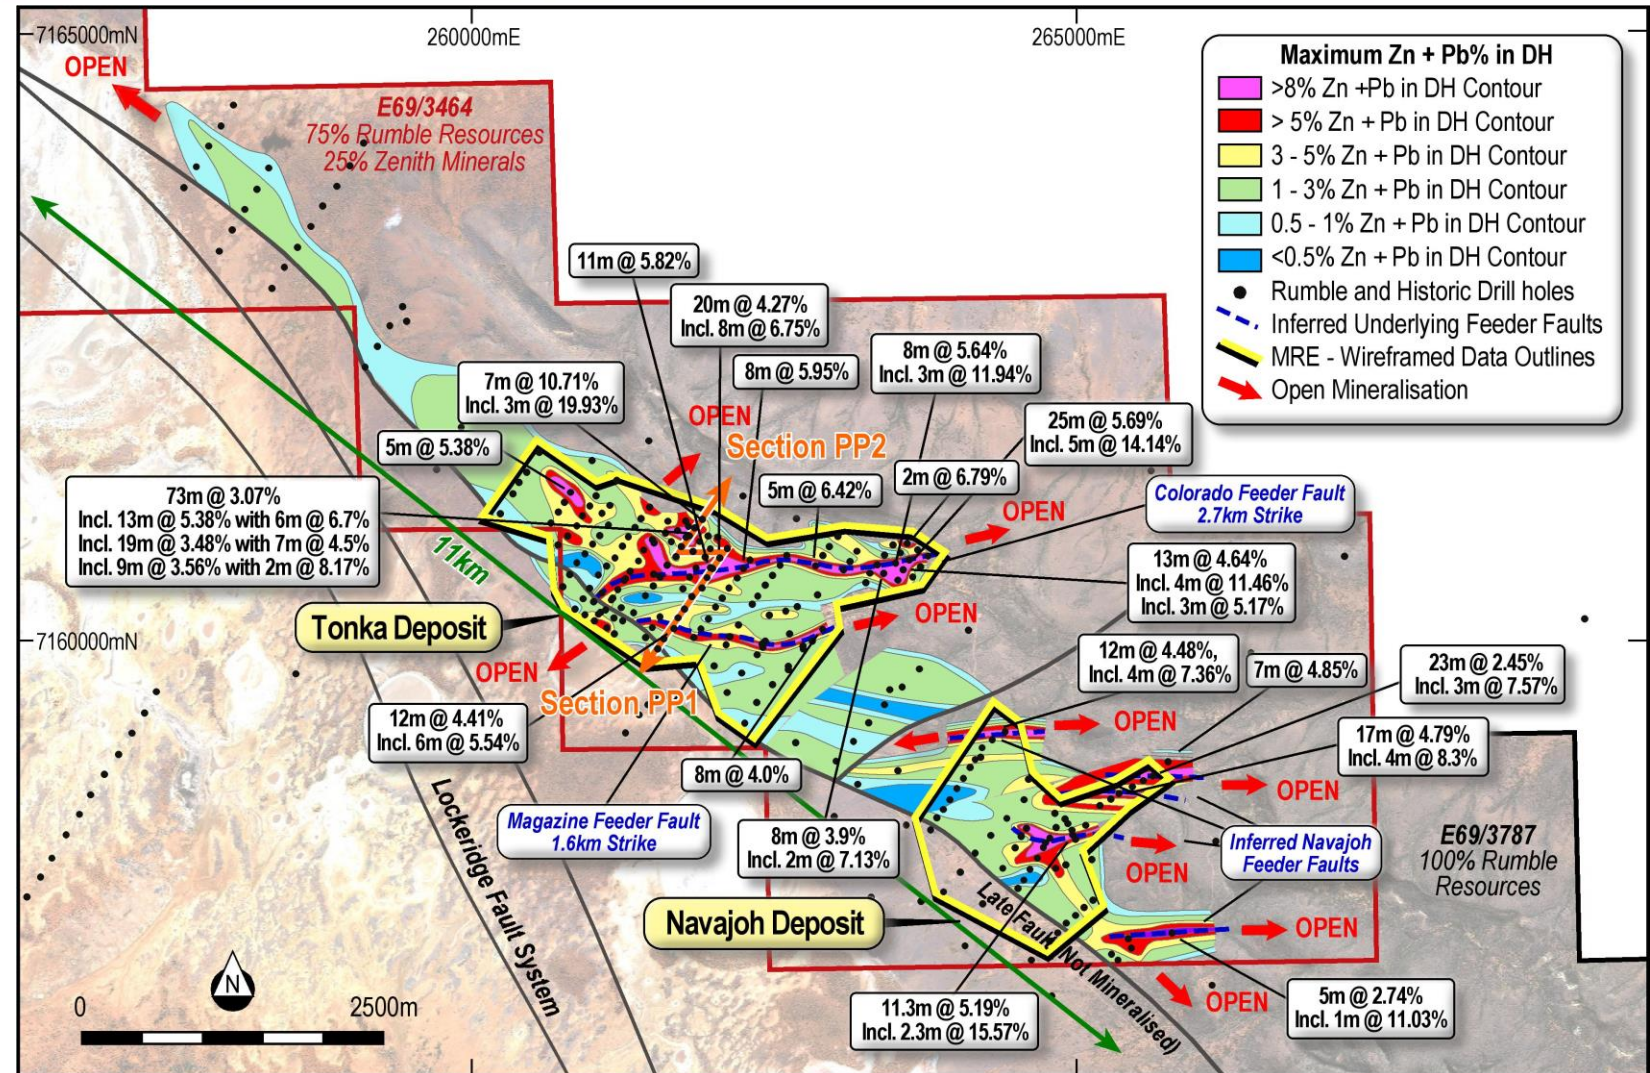 7165000mN
260000mE
265000mE
OPEN
E69/3464
75% Rumble Resources
25% Zenith Minerals
Maximum Zn + Pb% in DH
>8% Zn +Pb in DH Contour
> 5% Zn + Pb in DH Contour
3 - 5% Zn + Pb in DH Contour
1 - 3% Zn + Pb in DH Contour
0.5 - 1% Zn + Pb in DH Contour
<0.5% Zn + Pb in DH Contour
Rumble and Historic Drill holes
Inferred Underlying Feeder Faults
MRE - Wireframed Data Outlines
Open Mineralisation
11m @ 5.82%
20m @ 4.27%
Incl. 8m @ 6.75%
8m @ 5.95%
8m @ 5.64%
Incl. 3m @ 11.94%
7m @ 10.71%
Incl. 3m @ 19.93%
OPEN
25m @ 5.69%
Incl. 5m @ 14.14%
5m @ 5.38%
Section PP2
5m @ 6.42%
2m @ 6.79%
73m @ 3.07%
Incl. 13m @ 5.38% with 6m @ 6.7%
Incl. 19m @ 3.48% with 7m @ 4.5%
Incl. 9m @ 3.56% with 2m @ 8.17%
OPEN
Colorado Feeder Fault
2.7km Strike
11km
13m @ 4.64%
Incl. 4m @ 11.46%
Incl. 3m @ 5.17%
OPEN
Tonka Deposit
7160000mN
OPEN
12m @ 4.48%,
Incl. 4m @ 7.36%
7m @ 4.85%
23m @ 2.45%
Incl. 3m @ 7.57%
Section PP1
12m @ 4.41%
Incl. 6m @ 5.54%
OPEN
17m @ 4.79%
Incl. 4m @ 8.3%
8m @ 4.0%
OPEN
Lockeridge Fault System
Magazine Feeder Fault
1.6km Strike
8m @ 3.9%
Incl. 2m @ 7.13%
OPEN
Inferred Navajoh
Feeder Faults
E69/3787
100% Rumble
Resources
Navajoh Deposit
Late Fault (Not Mineralised)
OPEN
N
0
2500m
11.3m @ 5.19%
Incl. 2.3m @ 15.57%
OPEN
5m @ 2.74%
Incl. 1m @ 11.03%